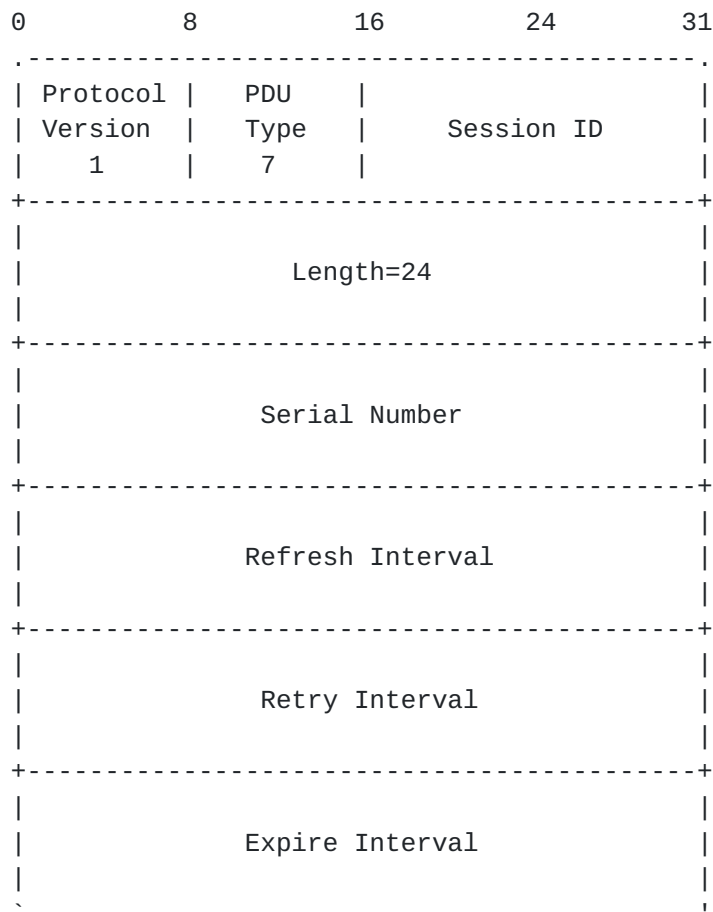 0          8          16         24        31
.-------------------------------------------.
| Protocol |   PDU    |                     |
| Version  |   Type   |     Session ID      |
|    1     |    7     |                     |
+-------------------------------------------+
|                                           |
|                 Length=24                 |
|                                           |
+-------------------------------------------+
|                                           |
|               Serial Number               |
|                                           |
+-------------------------------------------+
|                                           |
|              Refresh Interval             |
|                                           |
+-------------------------------------------+
|                                           |
|               Retry Interval              |
|                                           |
+-------------------------------------------+
|                                           |
|              Expire Interval              |
|                                           |
`-------------------------------------------'